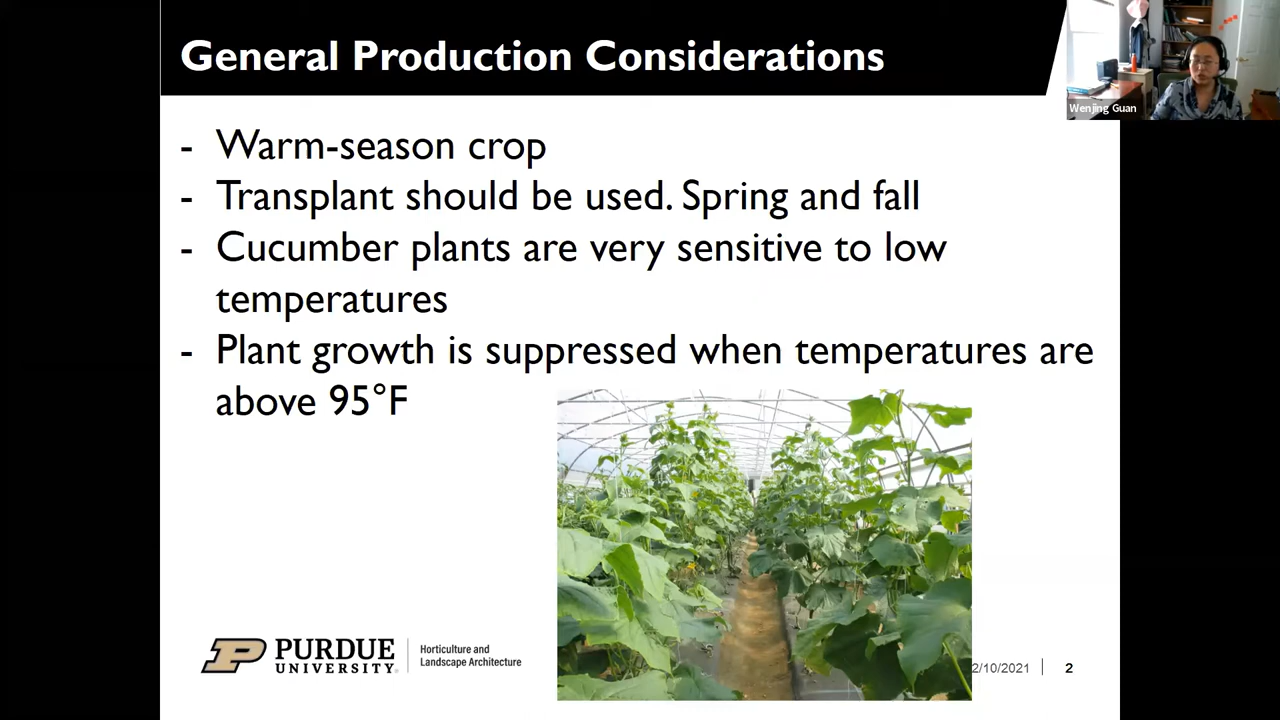 General Production Considerations
Wenjing Guan
- Warm-season crop
- Transplant should be used. Spring and fall
- Cucumber plants are very sensitive to low
temperatures
- Plant growth is suppressed when temperatures are
above 95°F
PURDUE
UNIVERSITY®
Horticulture and
Landscape Architecture
2/10/2021
2